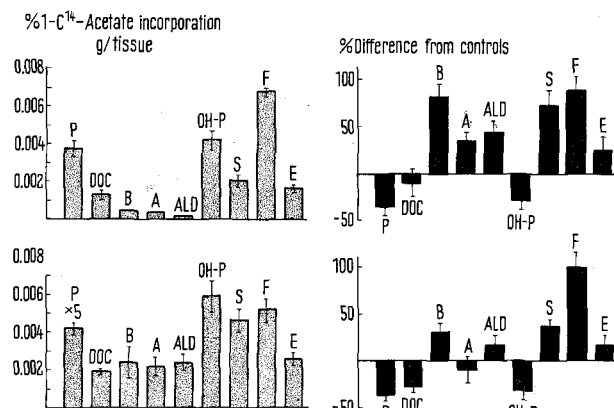 %1-C14-Acetate incorporation
g/tissue
0.008
0.006
0.004
0.002
P
DOC
B
A
ALD
OH-P
S
F
E
%Difference from controls
100
50
-50
P
DOC
B
A
ALD
OH-P
S
F
E
0.008
0.006
0.004
0.002
P
×5
DOC
B
A
ALD
OH-P
S
F
E
100
50
-50
P
DOC
B
A
ALD
OH-P
S
F
E